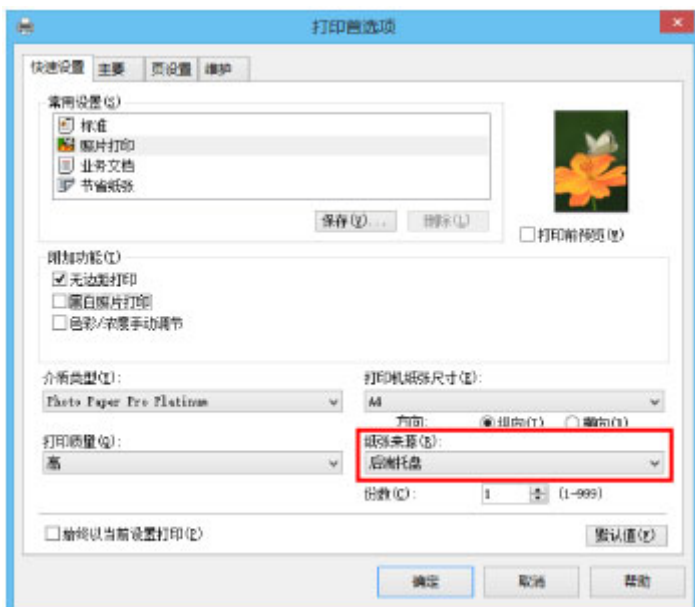 打印首选项
快速设置 主要 页设置 维护
常用设置(S)
标准
照片打印
业务文档
节省纸张
保存(V)... 删除(L)
打印前预览(W)
附加功能(T)
无边距打印
黑白照片打印
色彩/浓度手动调节
介质类型(I): 打印机纸张尺寸(E):
Photo Paper Pro Platinum A4
方向: 纵向(T) 横向(N)
打印质量(Q): 纸张来源(R):
高 后端托盘
份数(C): 1 (1-999)
始终以当前设置打印(P) 默认值(F)
确定 取消 帮助